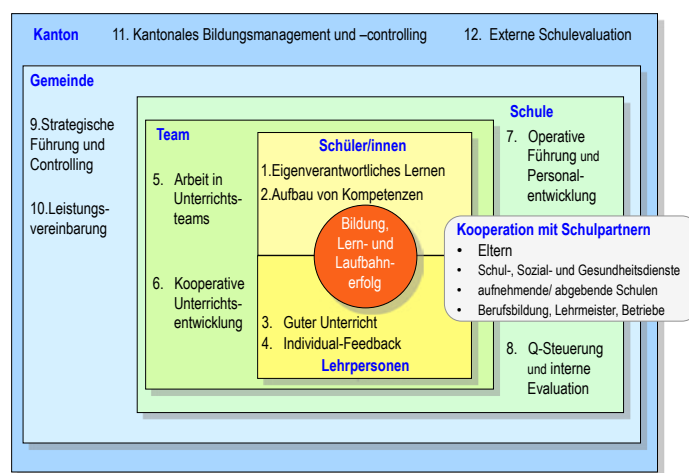 Kanton 11. Kantonales Bildungsmanagement und –controlling 12. Externe Schulevaluation
Gemeinde
9.Strategische
Führung und
Controlling
10.Leistungs-
vereinbarung
Schule
7. Operative
Führung und
Personal-
entwicklung
8. Q-Steuerung
und interne
Evaluation
Team
5. Arbeit in
Unterrichts-
teams
6. Kooperative
Unterrichts-
entwicklung
Schüler/innen
1.Eigenverantwortliches Lernen
2.Aufbau von Kompetenzen
Bildung,
Lern- und
Laufbahn-
erfolg
3. Guter Unterricht
4. Individual-Feedback
Lehrpersonen
Kooperation mit Schulpartnern
• Eltern
• Schul-, Sozial- und Gesundheitsdienste
• aufnehmende/ abgebende Schulen
• Berufsbildung, Lehrmeister, Betriebe